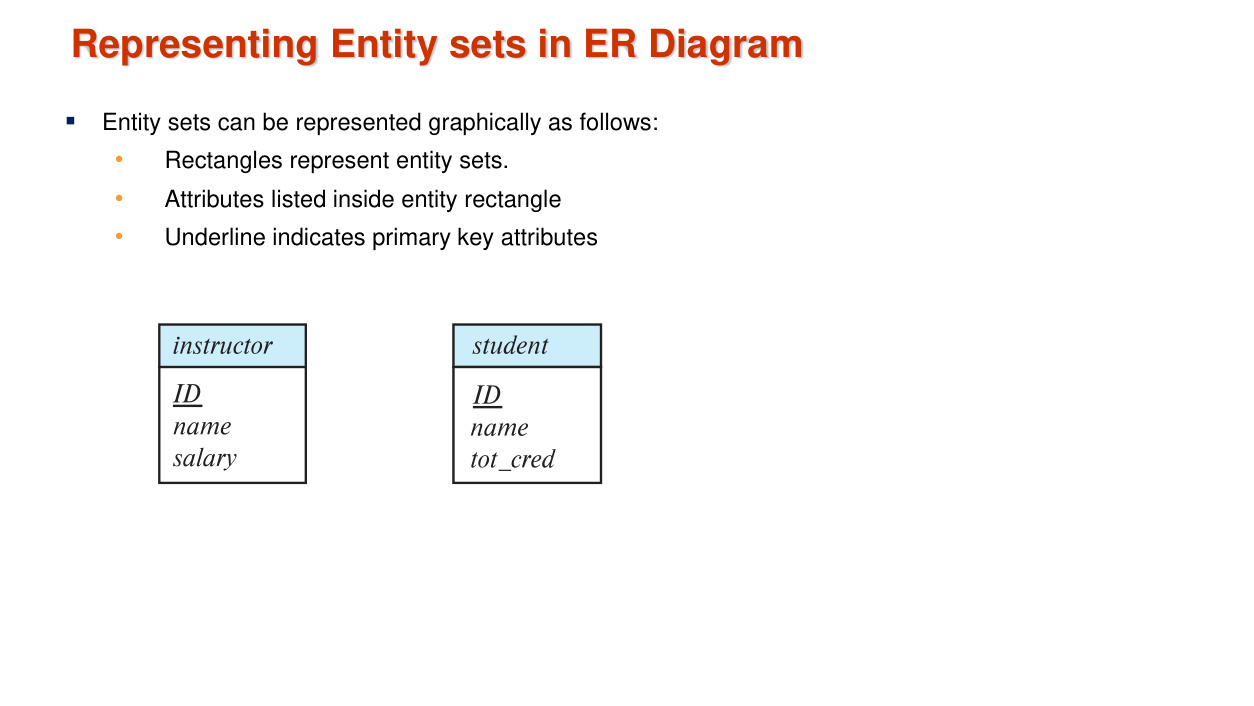 Representing Entity sets in ER Diagram
▪ Entity sets can be represented graphically as follows:
• Rectangles represent entity sets.
• Attributes listed inside entity rectangle
• Underline indicates primary key attributes
instructor
ID
name
salary
student
ID
name
tot_cred